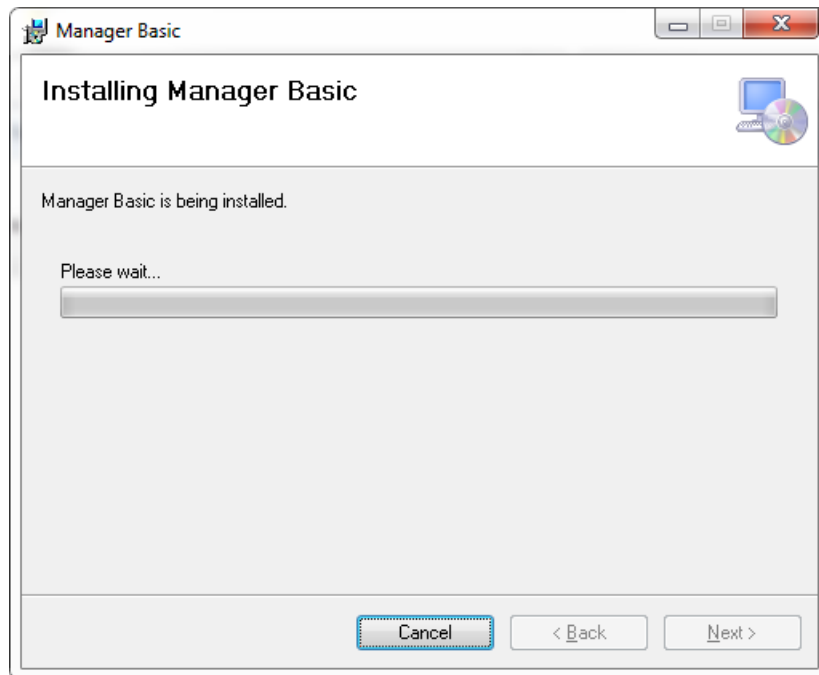 Manager Basic
Installing Manager Basic
Manager Basic is being installed.
Please wait...
Cancel
< Back
Next >